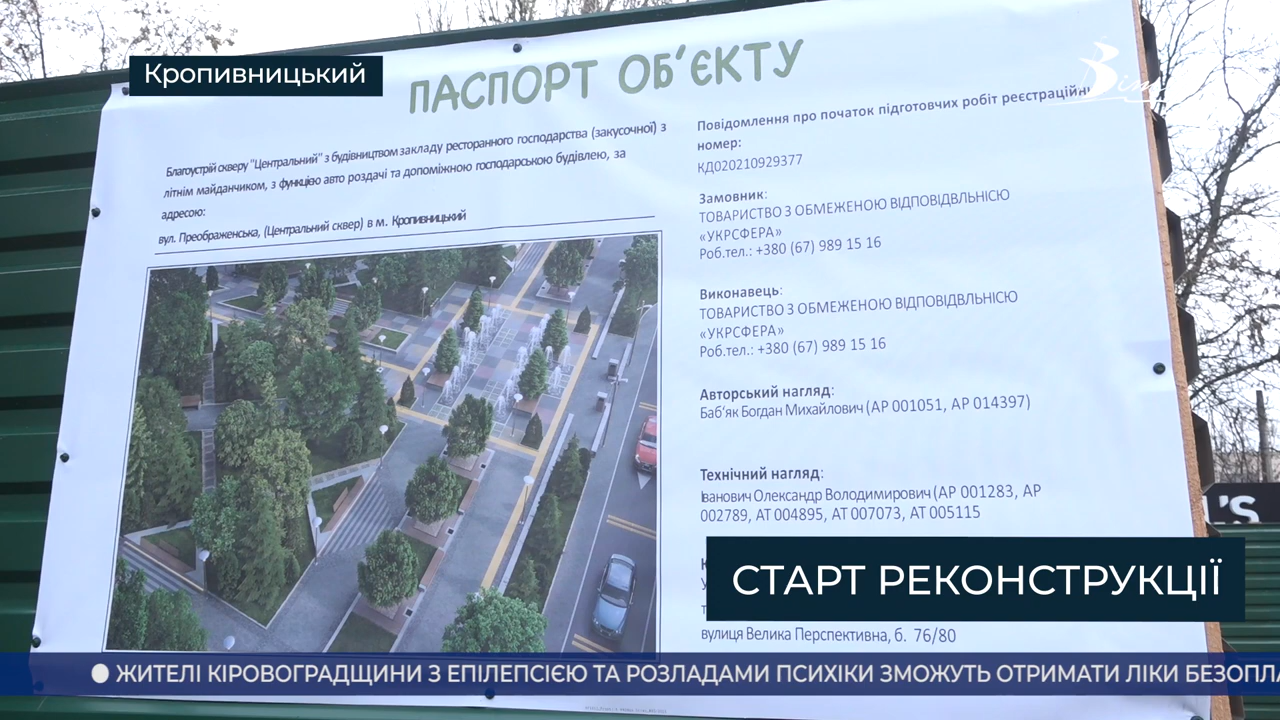 Кропивницький
ПАСПОРТ ОБ’ЄКТУ
Благоустрій скверу "Центральний" з будівництвом закладу ресторанного господарства (закусочної) з
літнім майданчиком, з функцією авто роздачі та допоміжною господарською будівлею, за
адресою:
вул. Преображенська, (Центральний сквер) в м. Кропивницький
Повідомлення про початок підготовчих робіт реєстраційн
номер:
КД020210929377
Замовник:
ТОВАРИСТВО З ОБМЕЖЕНОЮ ВІДПОВІДВЛЬНІСЮ
«УКРСФЕРА»
Роб.тел.: +380 (67) 989 15 16
Виконавець:
ТОВАРИСТВО З ОБМЕЖЕНОЮ ВІДПОВІДВЛЬНІСЮ
«УКРСФЕРА»
Роб.тел.: +380 (67) 989 15 16
Авторський нагляд:
Баб’як Богдан Михайлович (АР 001051, АР 014397)
Технічний нагляд:
Іванович Олександр Володимирович (АР 001283, АР
002789, АТ 004895, АТ 007073, АТ 005115
вулиця Велика Перспективна, б. 76/80
'S
СТАРТ РЕКОНСТРУКЦІЇ
ЖИТЕЛІ КІРОВОГРАДЩИНИ З ЕПІЛЕПСІЄЮ ТА РОЗЛАДАМИ ПСИХІКИ ЗМОЖУТЬ ОТРИМАТИ ЛІКИ БЕЗОПЛА